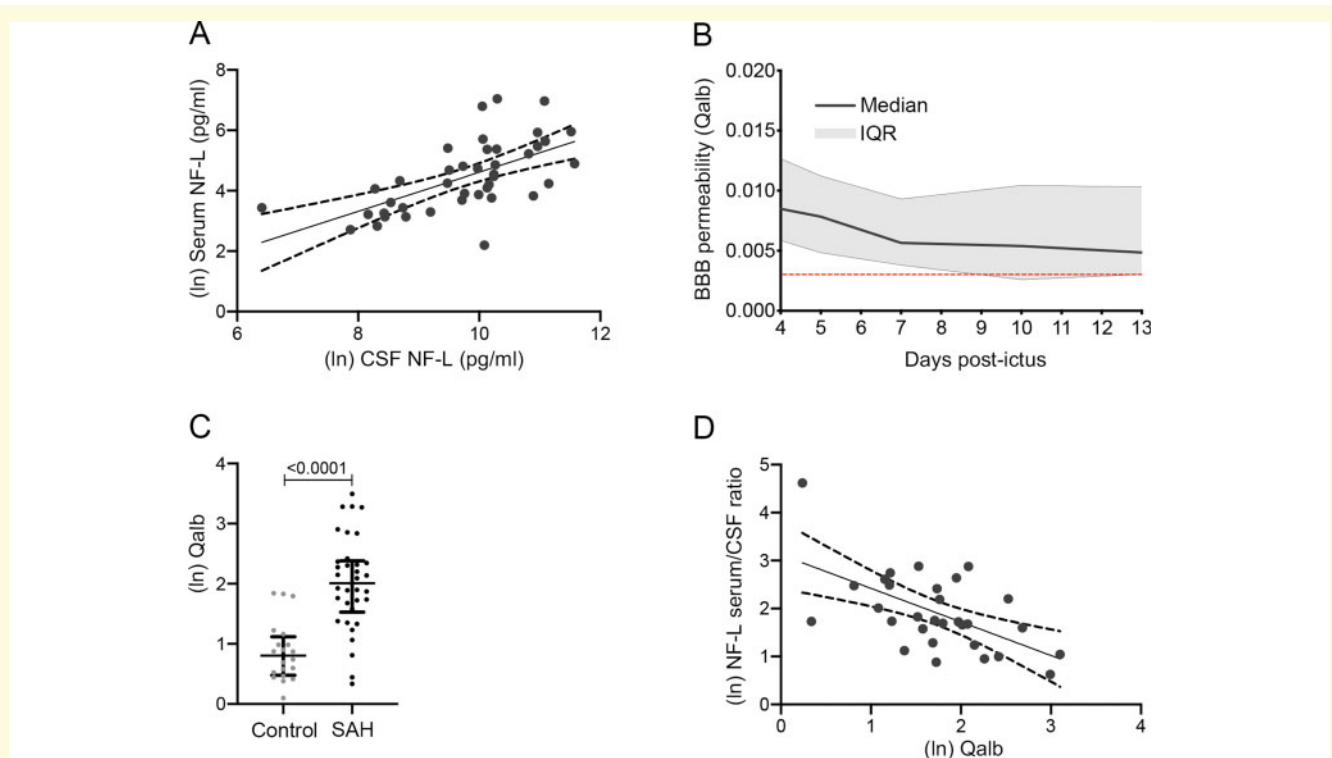 A
(ln) Serum NF-L (pg/ml)
8
6
4
2
0
6 8 10 12
(ln) CSF NF-L (pg/ml)
B
BBB permeability (Qalb)
0.020
0.015
0.010
0.005
0.000
Median
IQR
4 5 6 7 8 9 10 11 12 13
Days post-ictus
C
(ln) Qalb
4
3
2
1
0
<0.0001
Control SAH
D
(ln) NF-L serum/CSF ratio
5
4
3
2
1
0
0 1 2 3 4
(ln) Qalb